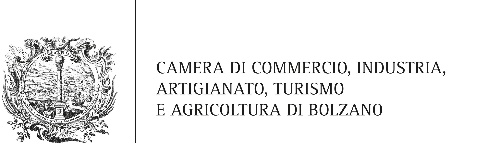 CAMERA DI COMMERCIO, INDUSTRIA,
ARTIGIANATO, TURISMO
E AGRICOLTURA DI BOLZANO